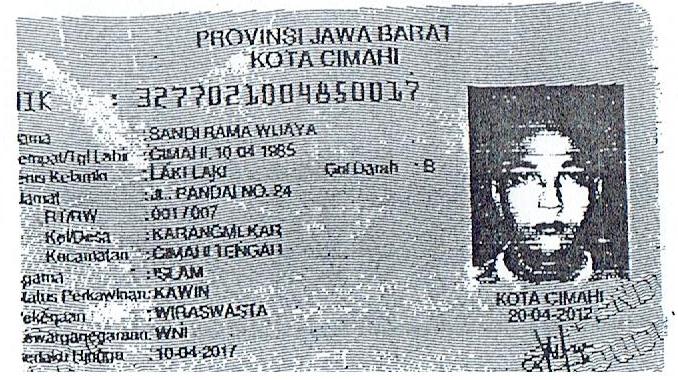 PROVINSI JAWA BARAT
KOTA CIMAHI
IIK : 3277021004850017
ama : SANDI RAMA WIJAYA
empat/Tgl Lahir : CIMAHI, 10-04-1985
enis Kelamin : LAKI LAKI Gol Darah : B
lamat : JL. PANDAI NO. 24
RT/RW : 001 / 007
Kel/Desa : KARANGMEKAR
Kecamatan : CIMAHI TENGAH
gama : ISLAM
tatus Perkawinan: KAWIN
ekerjaan : WIRASWASTA
ewarganegaraan: WNI
erlaku Hingga : 10-04-2017
KOTA CIMAHI
20-04-2012